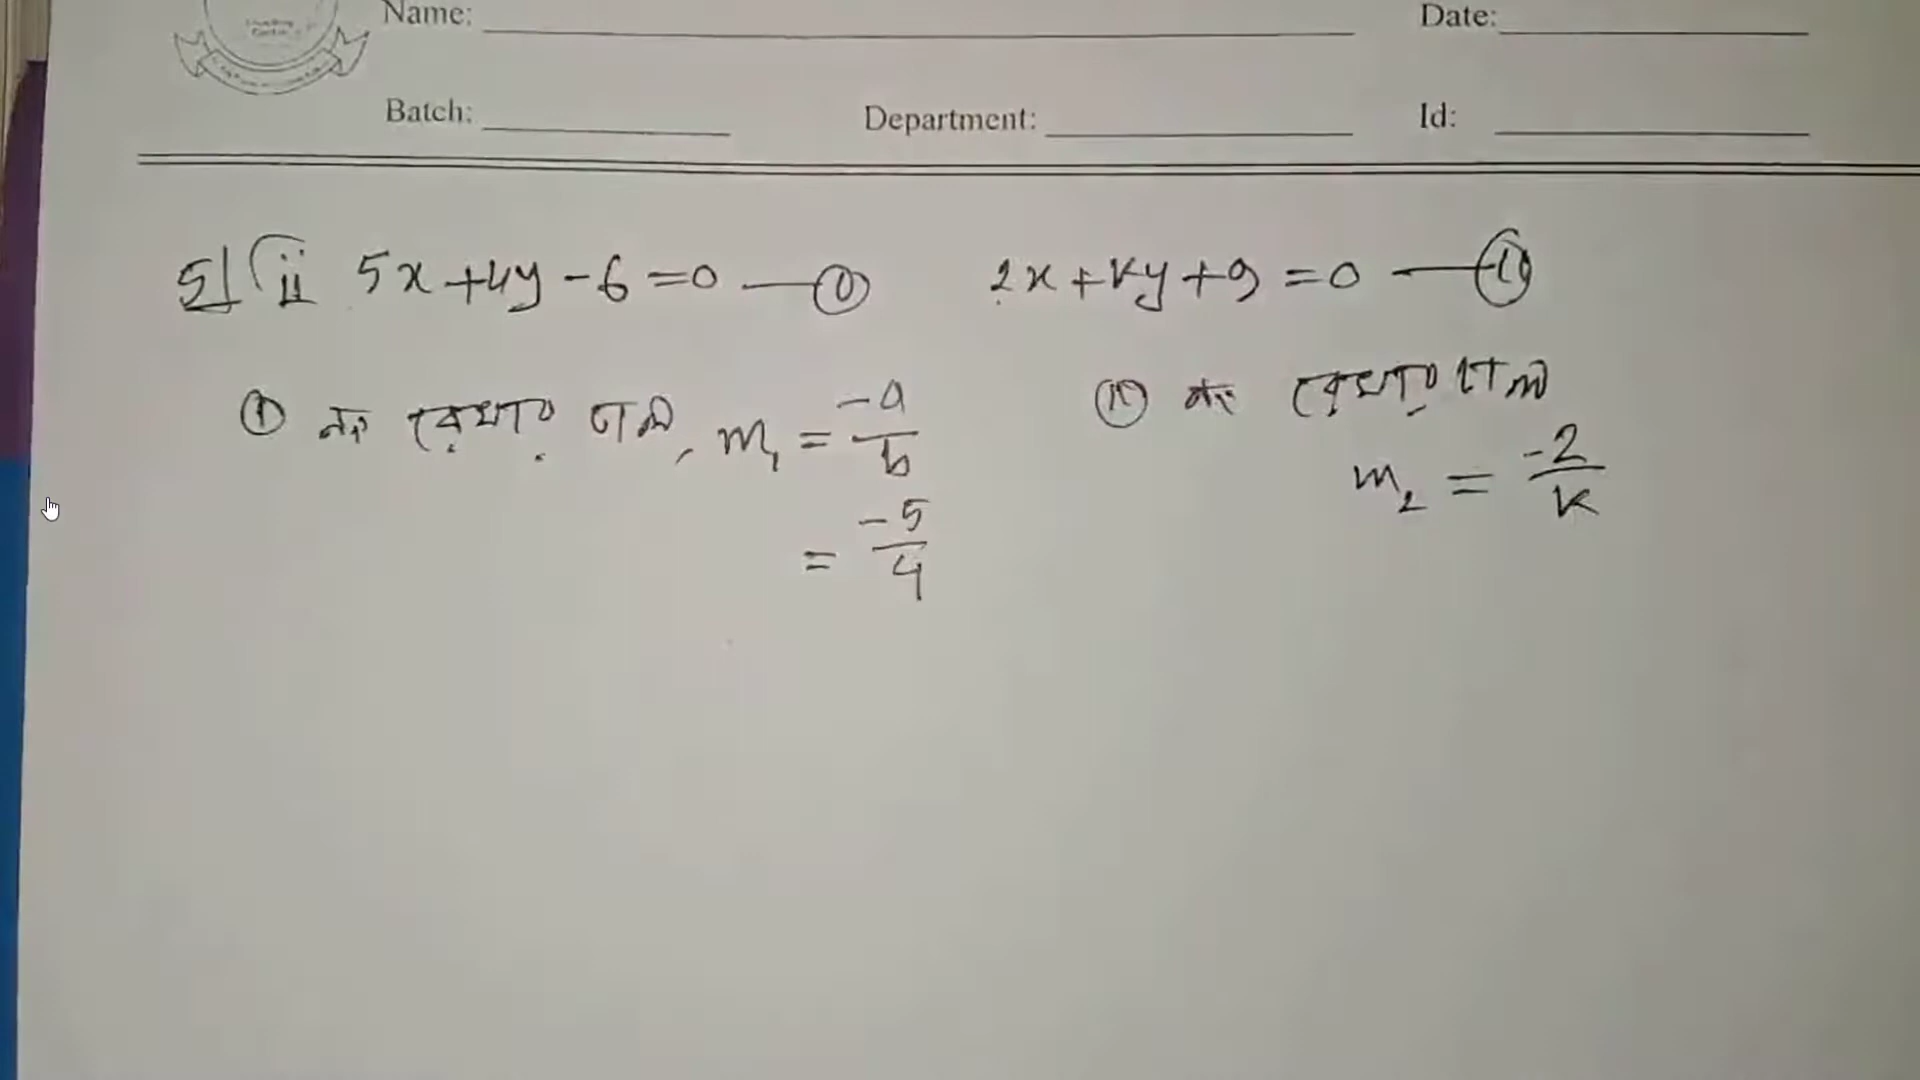 Name: Date:
Batch: Department: Id:
5| (ii 5x+4y-6=0 —(i) 2x+ky+9=0 —(ii)
(i) নং রেখার ঢাল, m₁ = -a/b
(ii) নং রেখার ঢাল
m₂ = -2/k
= -5/4